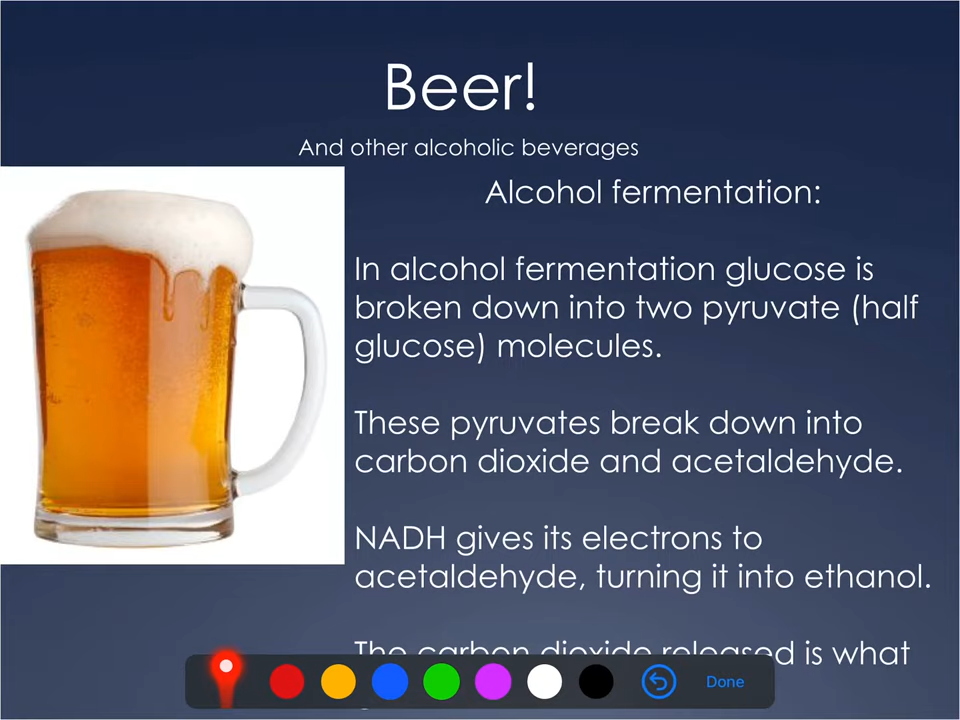 Beer!
And other alcoholic beverages
Alcohol fermentation:
In alcohol fermentation glucose is
broken down into two pyruvate (half
glucose) molecules.
These pyruvates break down into
carbon dioxide and acetaldehyde.
NADH gives its electrons to
acetaldehyde, turning it into ethanol.
The carbon dioxide released is what
Done